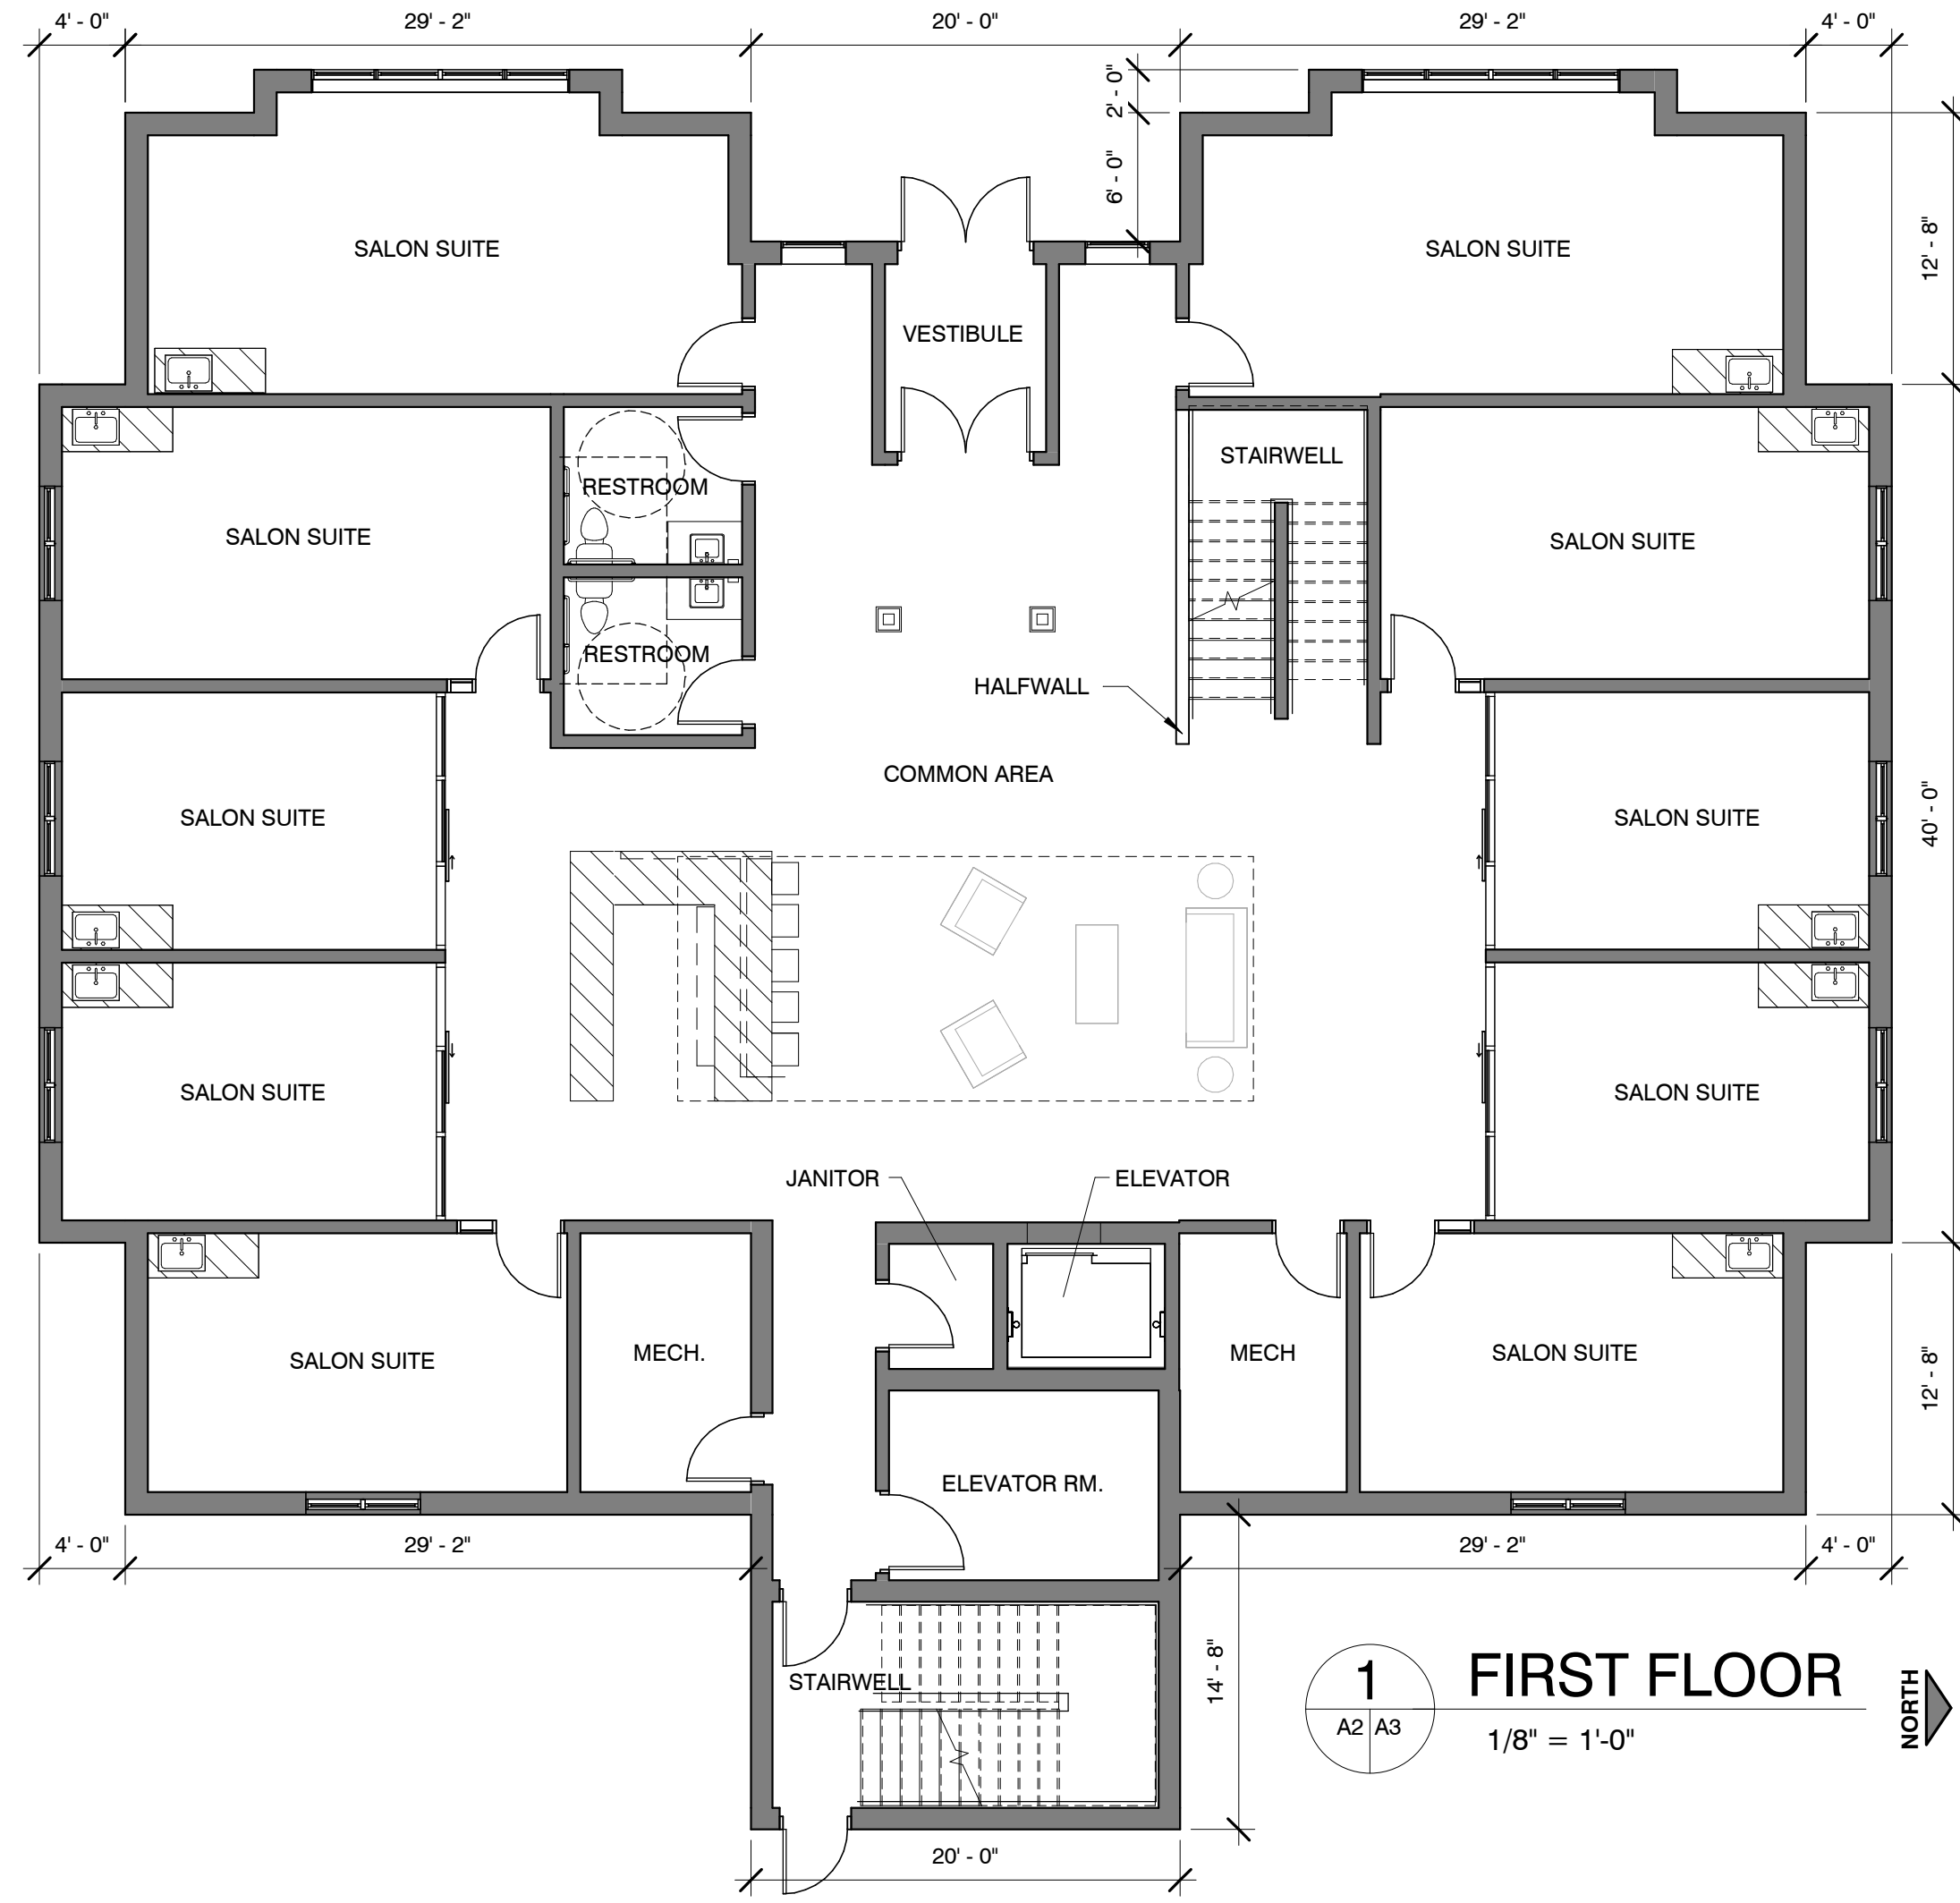 4' - 0"
29' - 2"
20' - 0"
29' - 2"
4' - 0"
2' - 0"
6' - 0"
12' - 8"
SALON SUITE
SALON SUITE
VESTIBULE
STAIRWELL
RESTROOM
SALON SUITE
SALON SUITE
RESTROOM
HALFWALL
COMMON AREA
SALON SUITE
SALON SUITE
40' - 0"
SALON SUITE
SALON SUITE
JANITOR
ELEVATOR
SALON SUITE
MECH.
MECH
SALON SUITE
12' - 8"
ELEVATOR RM.
4' - 0"
29' - 2"
29' - 2"
4' - 0"
STAIRWELL
14' - 8"
20' - 0"
1
A2 A3
FIRST FLOOR
1/8" = 1'-0"
NORTH